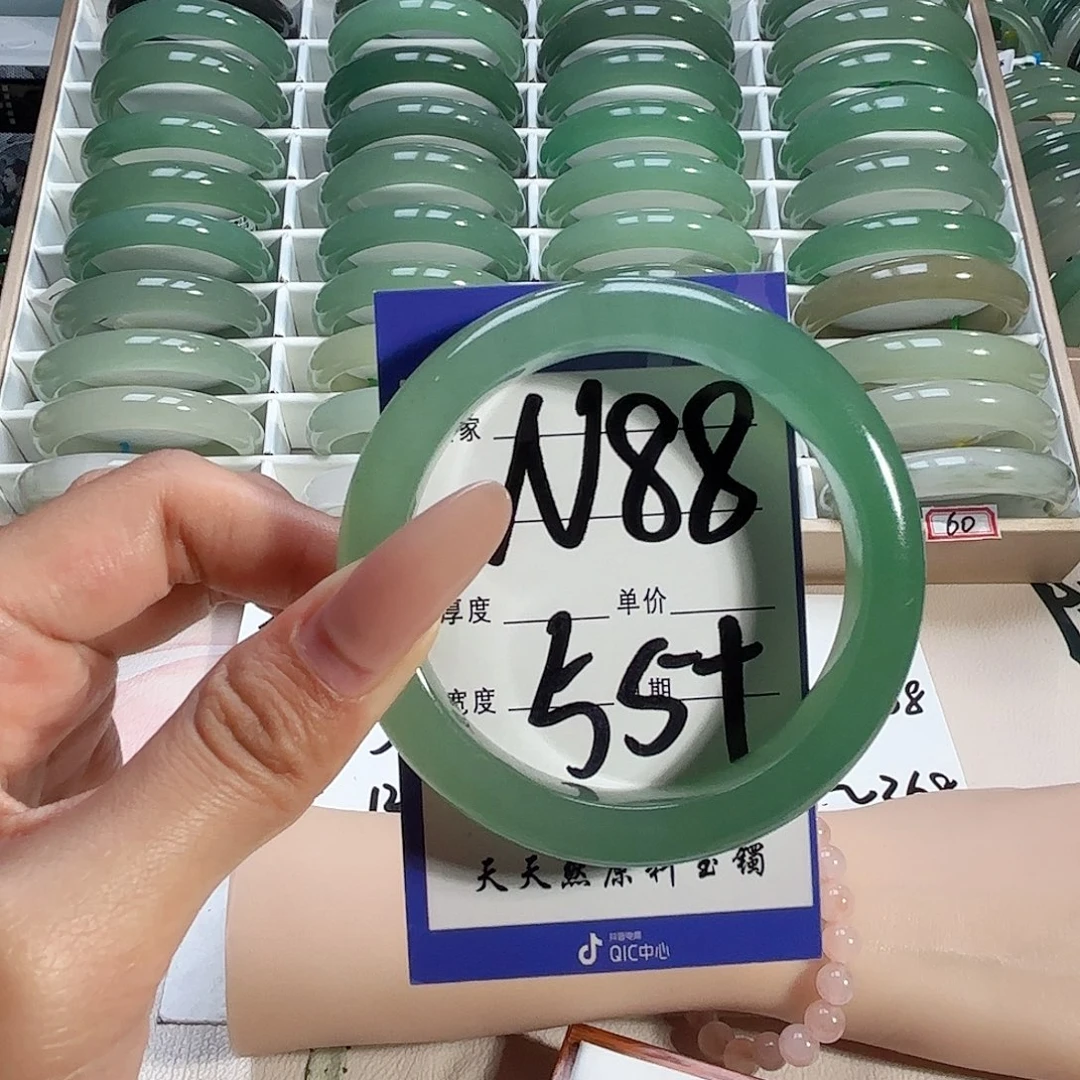 家
N88
厚度 单价
宽度 期
55+
天天然原料玉镯
抖音电商
QIC中心
60